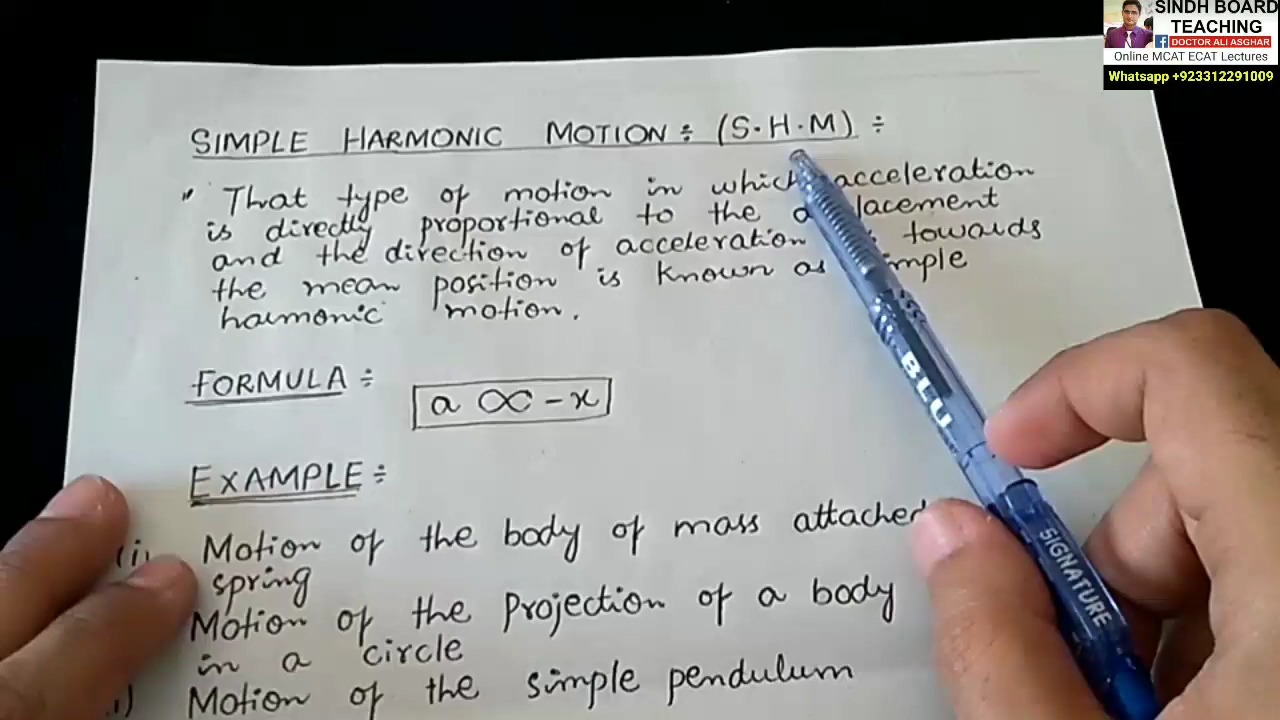 SINDH BOARD
TEACHING
DOCTOR ALI ASGHAR
Online MCAT ECAT Lectures
Whatsapp +923312291009
SIMPLE HARMONIC MOTION ÷ (S.H.M) ÷
" That type of motion in which acceleration
is directly proportional to the lacement
and the direction of acceleration towards
the mean position is known as imple
harmonic motion.
FORMULA ÷
a ∝ -x
EXAMPLE ÷
(i) Motion of the body of mass attached
spring
Motion of the projection of a body
in a circle
i) Motion of the simple pendulum
BLU
SIGNATURE